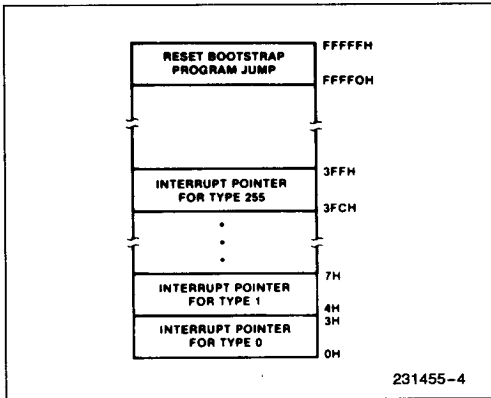 RESET BOOTSTRAP
PROGRAM JUMP
FFFFFH
FFFF0H
INTERRUPT POINTER
FOR TYPE 255
3FFH
3FCH
INTERRUPT POINTER
FOR TYPE 1
7H
4H
INTERRUPT POINTER
FOR TYPE 0
3H
0H
231455-4